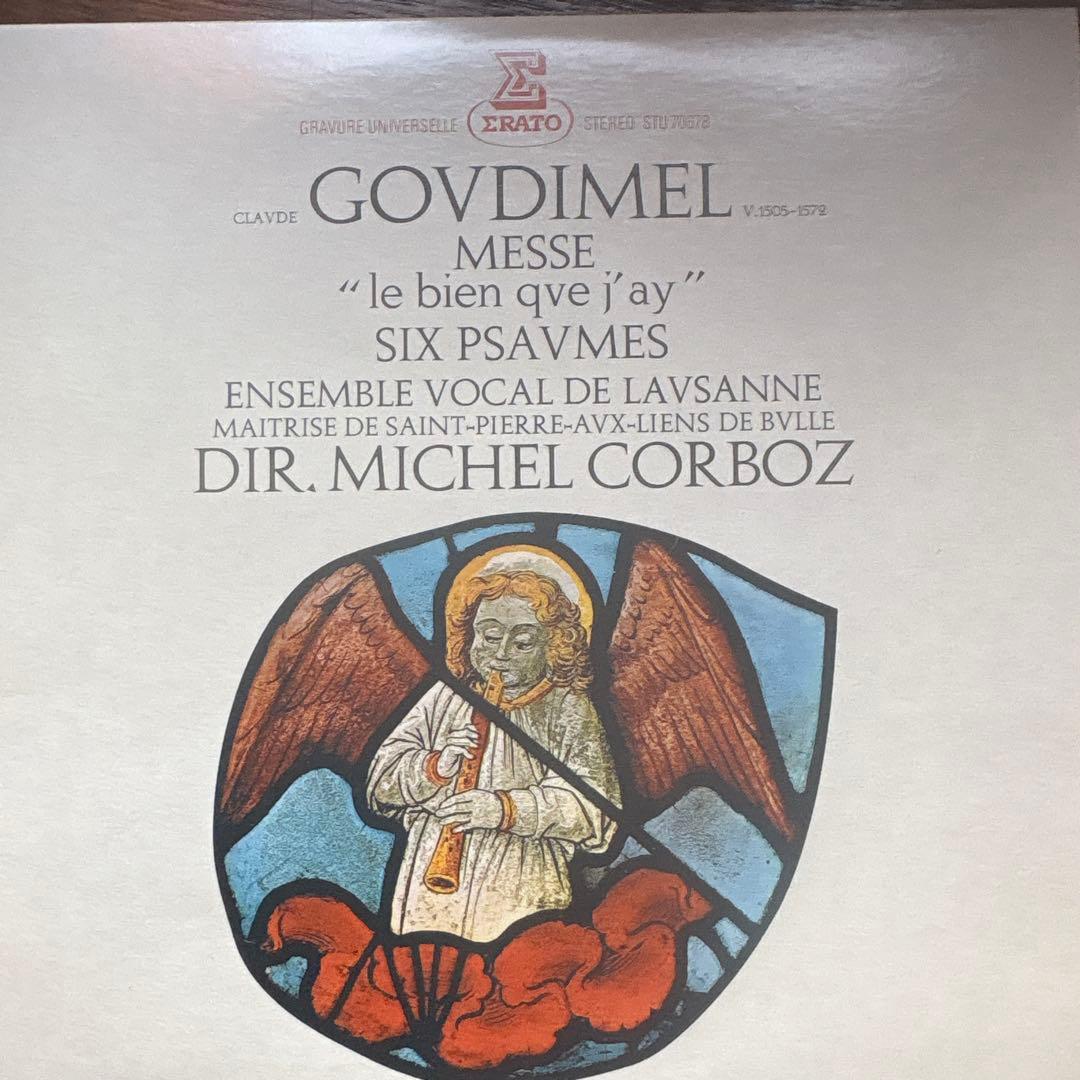 Σ
GRAVURE UNIVERSELLE ΣRATO STEREO STU 70678
CLAVDE GOVDIMEL V.1505-1572
MESSE
“le bien qve j’ay”
SIX PSAVMES
ENSEMBLE VOCAL DE LAVSANNE
MAITRISE DE SAINT-PIERRE-AVX-LIENS DE BVLLE
DIR. MICHEL CORBOZ